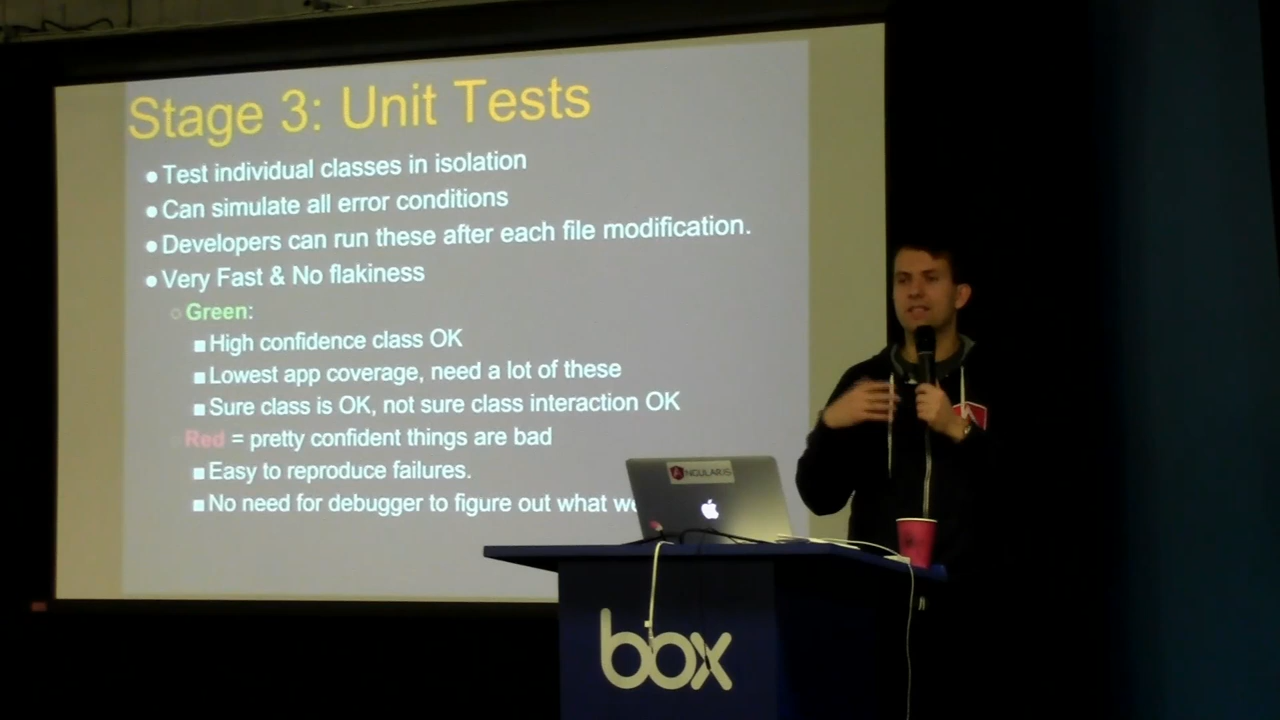 Stage 3: Unit Tests
● Test individual classes in isolation
● Can simulate all error conditions
● Developers can run these after each file modification.
● Very Fast & No flakiness
○ Green:
■ High confidence class OK
■ Lowest app coverage, need a lot of these
■ Sure class is OK, not sure class interaction OK
○ Red = pretty confident things are bad
■ Easy to reproduce failures.
■ No need for debugger to figure out what
ANGULARJS
box